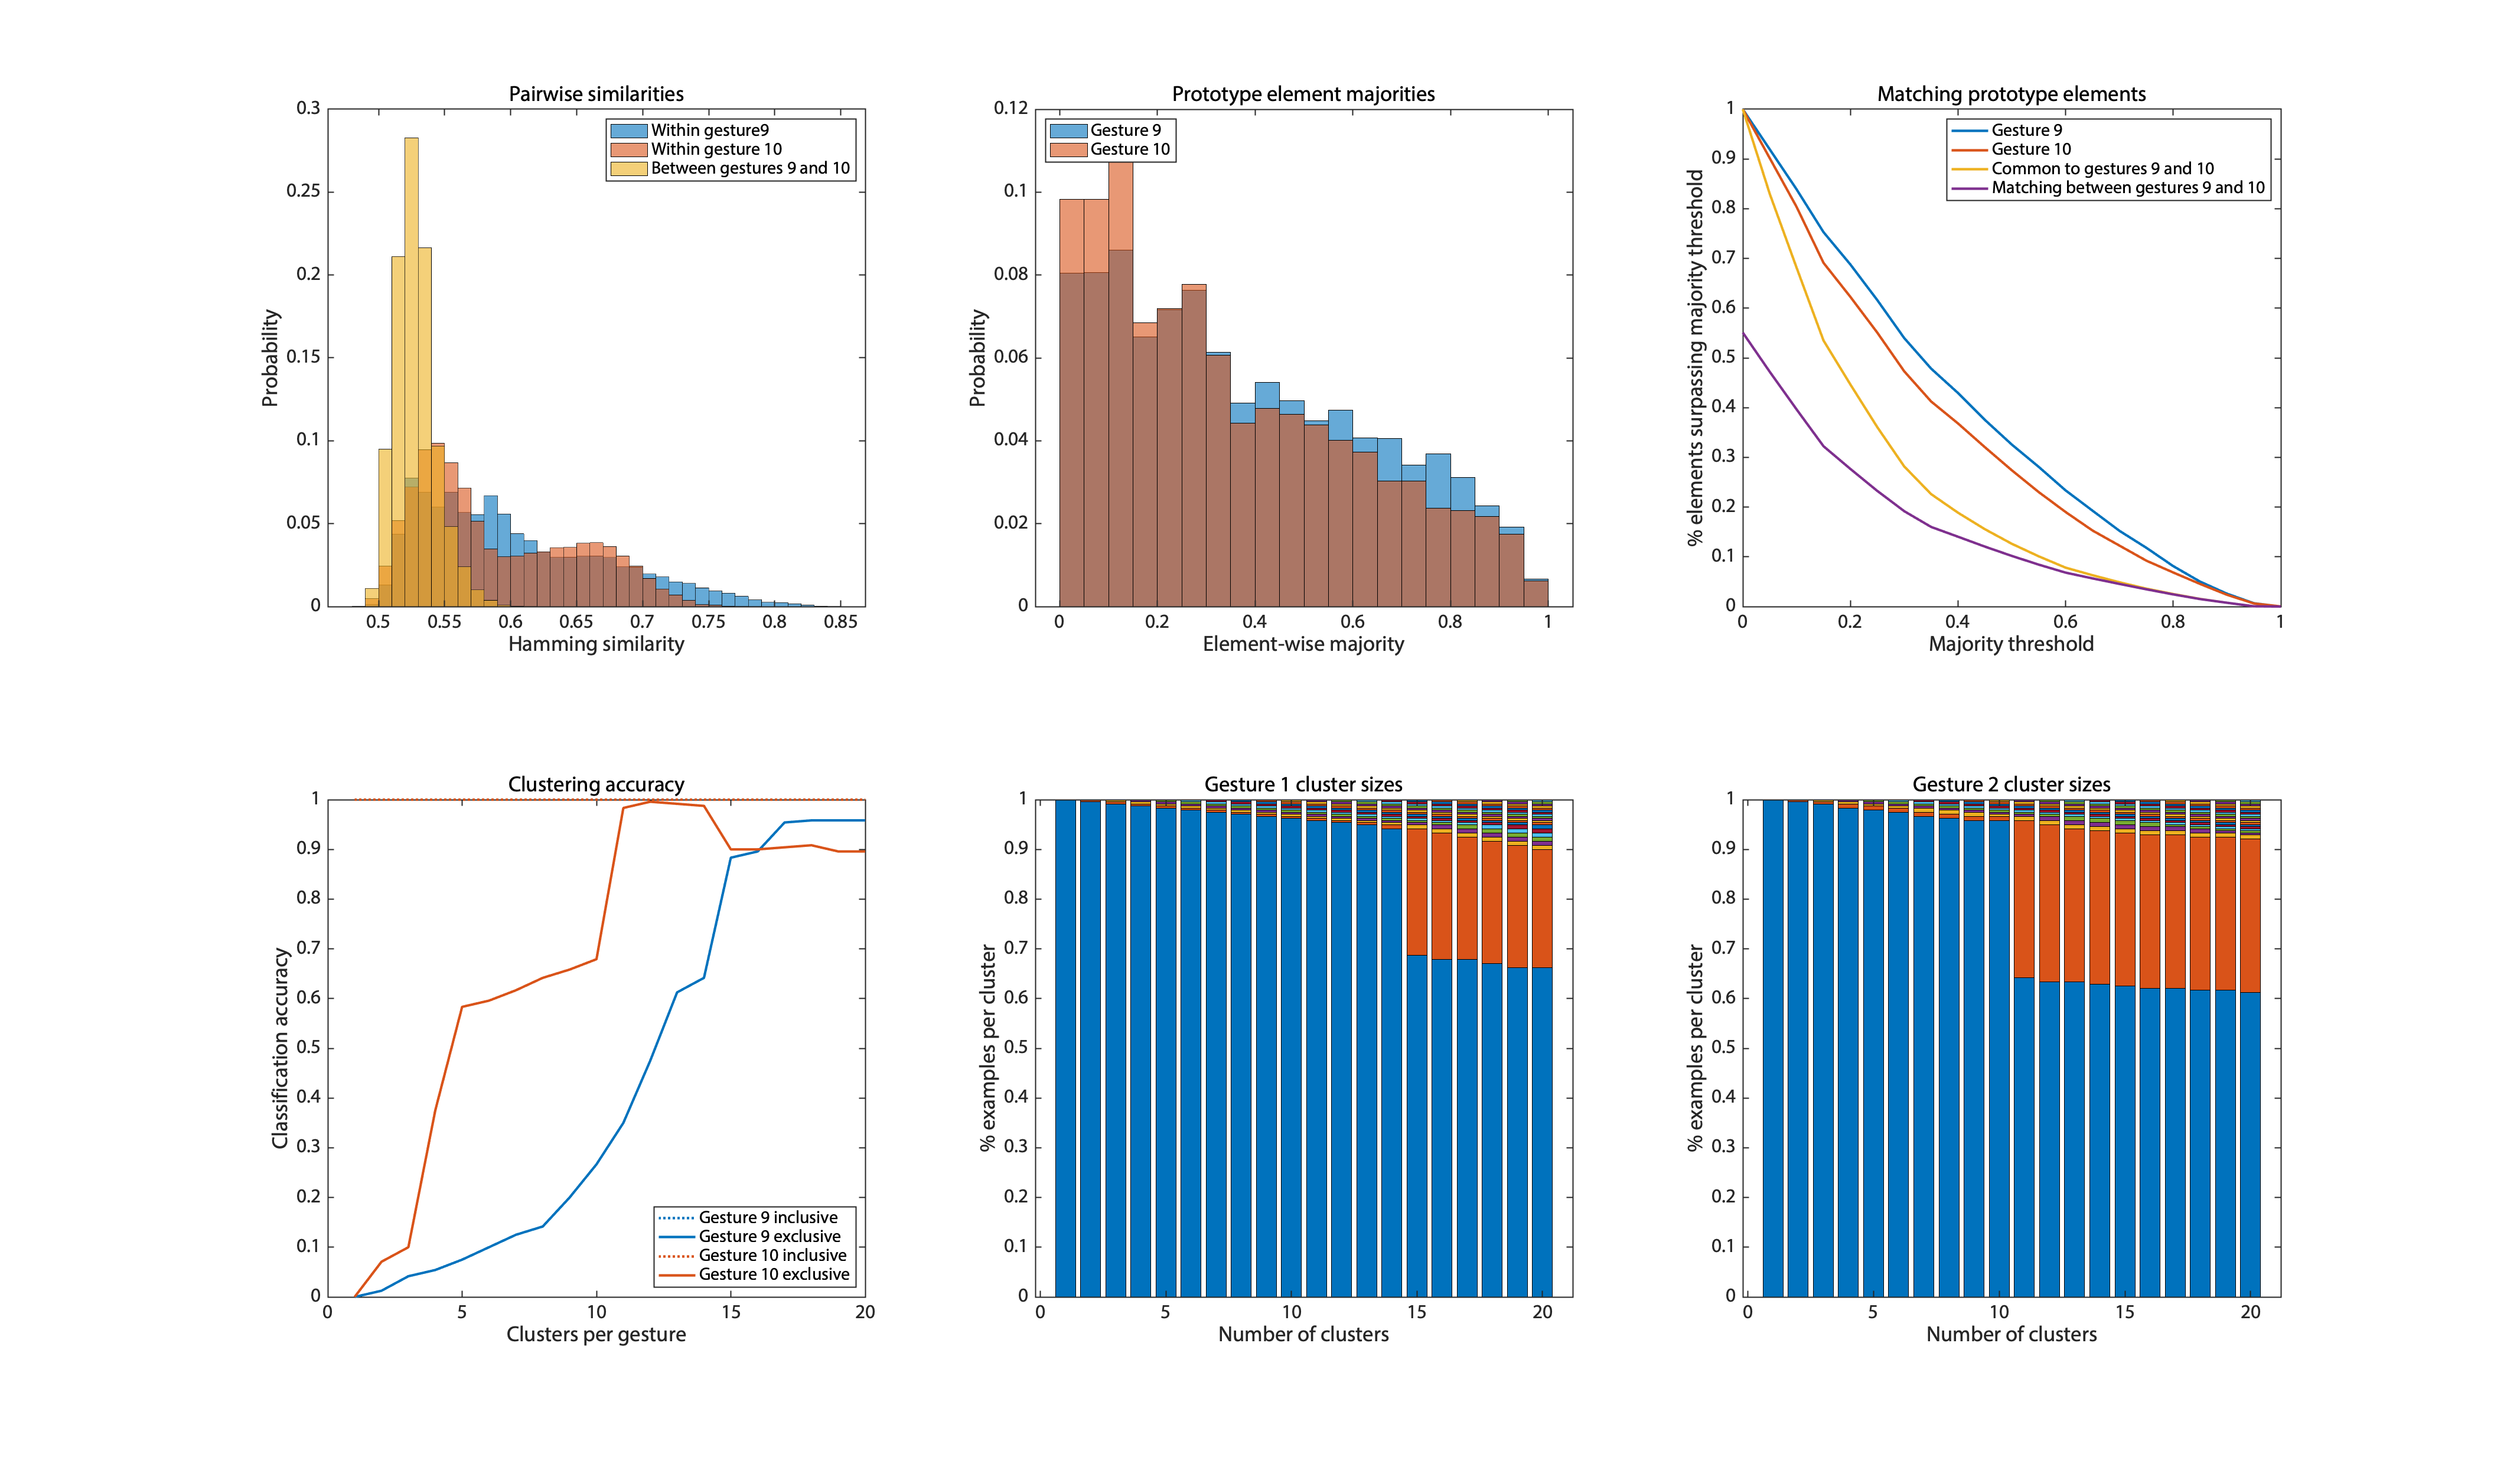 Pairwise similarities
0.3
0.25
0.2
0.15
0.1
0.05
0
Probability
Within gesture9
Within gesture 10
Between gestures 9 and 10
0.5 0.55 0.6 0.65 0.7 0.75 0.8 0.85
Hamming similarity
Prototype element majorities
0.12
0.1
0.08
0.06
0.04
0.02
0
Probability
Gesture 9
Gesture 10
0 0.2 0.4 0.6 0.8 1
Element-wise majority
Matching prototype elements
1
0.9
0.8
0.7
0.6
0.5
0.4
0.3
0.2
0.1
0
% elements surpassing majority threshold
Gesture 9
Gesture 10
Common to gestures 9 and 10
Matching between gestures 9 and 10
0 0.2 0.4 0.6 0.8 1
Majority threshold
Clustering accuracy
1
0.9
0.8
0.7
0.6
0.5
0.4
0.3
0.2
0.1
0
Classification accuracy
Gesture 9 inclusive
Gesture 9 exclusive
Gesture 10 inclusive
Gesture 10 exclusive
0 5 10 15 20
Clusters per gesture
Gesture 1 cluster sizes
1
0.9
0.8
0.7
0.6
0.5
0.4
0.3
0.2
0.1
0
% examples per cluster
0 5 10 15 20
Number of clusters
Gesture 2 cluster sizes
1
0.9
0.8
0.7
0.6
0.5
0.4
0.3
0.2
0.1
0
% examples per cluster
0 5 10 15 20
Number of clusters